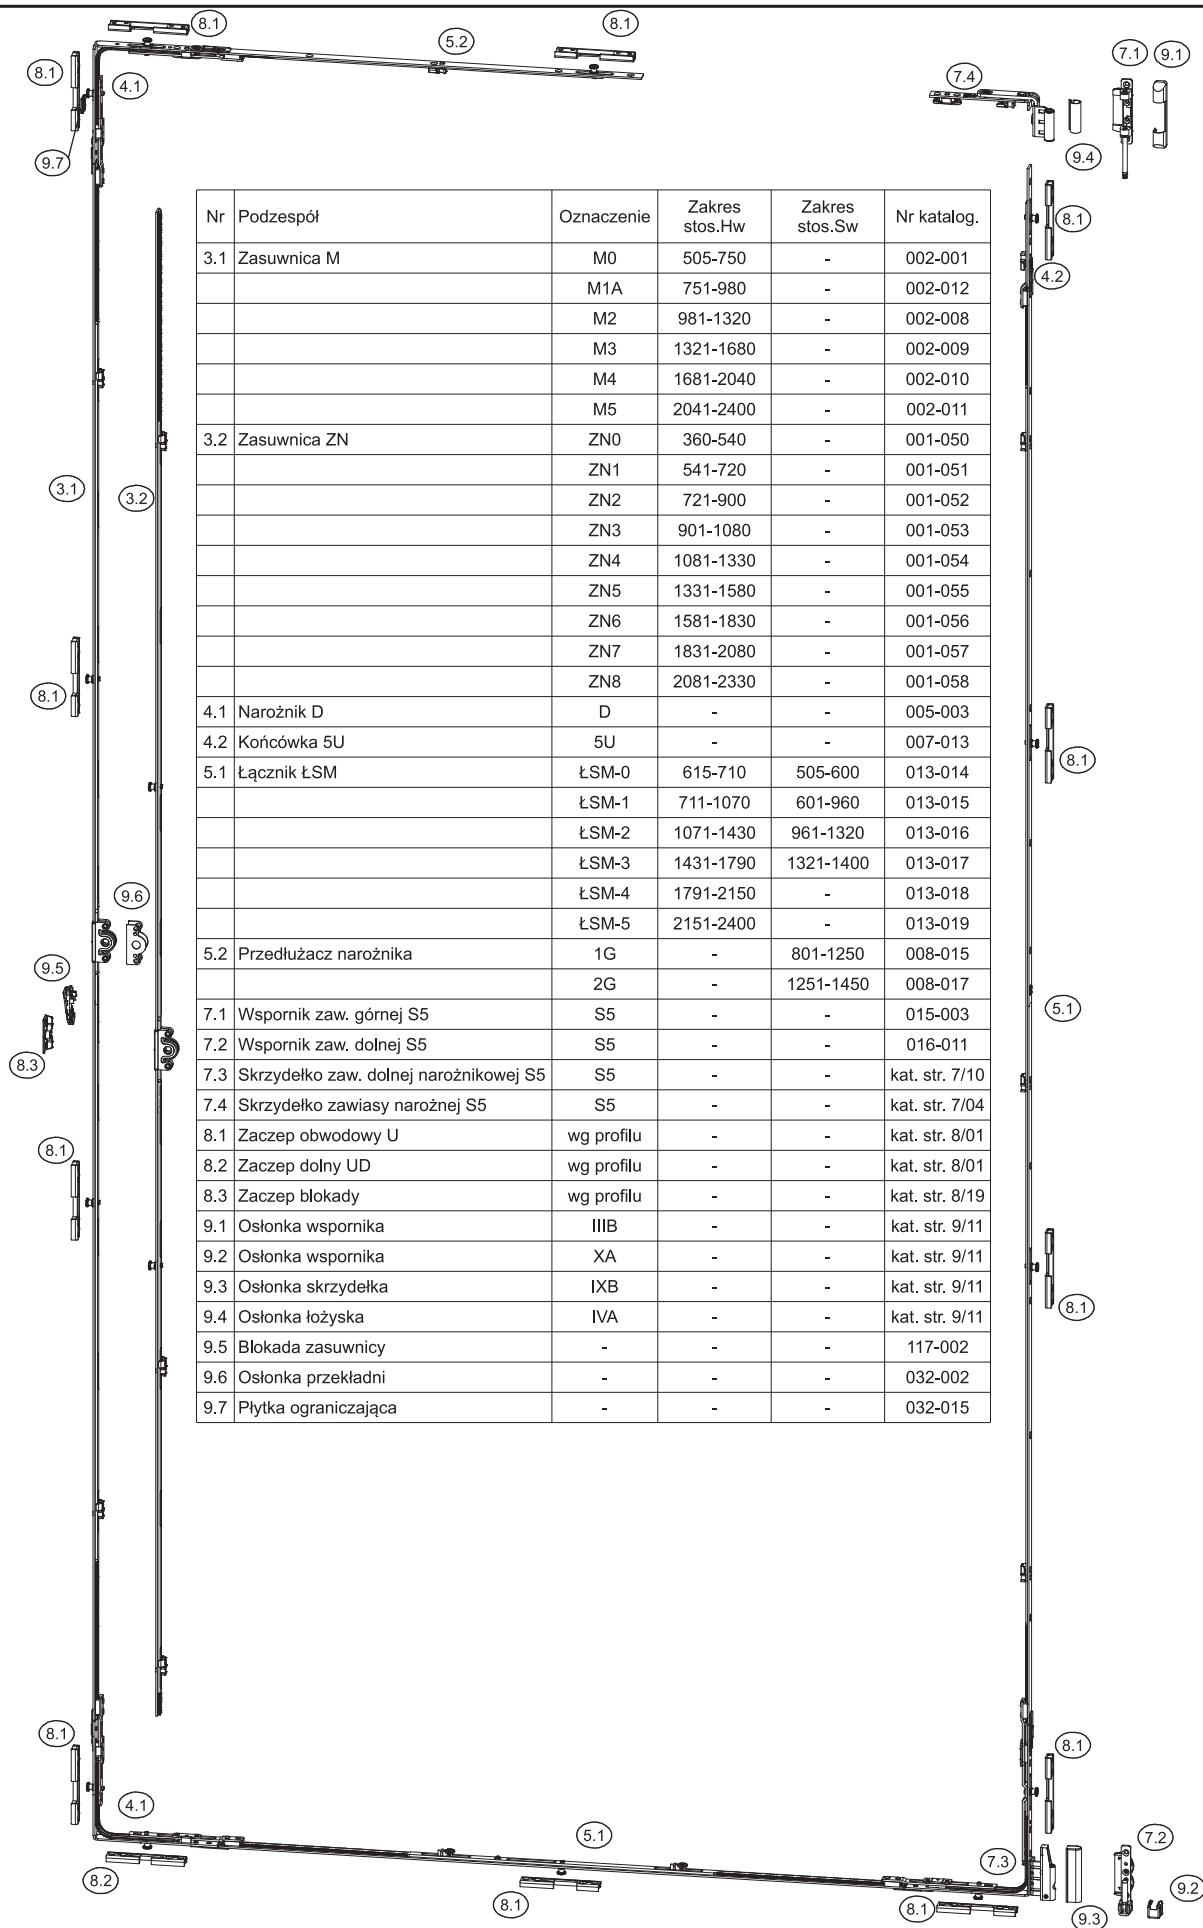 8.1
8.1
5.2
7.1
9.1
8.1
4.1
7.4
9.7
9.4
8.1
4.2
Nr Podzespół Oznaczenie Zakres stos.Hw Zakres stos.Sw Nr katalog.
3.1 Zasuwnica M M0 505-750 - 002-001
M1A 751-980 - 002-012
M2 981-1320 - 002-008
M3 1321-1680 - 002-009
M4 1681-2040 - 002-010
M5 2041-2400 - 002-011
3.2 Zasuwnica ZN ZN0 360-540 - 001-050
ZN1 541-720 - 001-051
ZN2 721-900 - 001-052
ZN3 901-1080 - 001-053
ZN4 1081-1330 - 001-054
ZN5 1331-1580 - 001-055
ZN6 1581-1830 - 001-056
ZN7 1831-2080 - 001-057
ZN8 2081-2330 - 001-058
4.1 Narożnik D D - - 005-003
4.2 Końcówka 5U 5U - - 007-013
5.1 Łącznik ŁSM ŁSM-0 615-710 505-600 013-014
ŁSM-1 711-1070 601-960 013-015
ŁSM-2 1071-1430 961-1320 013-016
ŁSM-3 1431-1790 1321-1400 013-017
ŁSM-4 1791-2150 - 013-018
ŁSM-5 2151-2400 - 013-019
5.2 Przedłużacz narożnika 1G - 801-1250 008-015
2G - 1251-1450 008-017
7.1 Wspornik zaw. górnej S5 S5 - - 015-003
7.2 Wspornik zaw. dolnej S5 S5 - - 016-011
7.3 Skrzydełko zaw. dolnej narożnikowej S5 S5 - - kat. str. 7/10
7.4 Skrzydełko zawiasy narożnej S5 S5 - - kat. str. 7/04
8.1 Zaczep obwodowy U wg profilu - - kat. str. 8/01
8.2 Zaczep dolny UD wg profilu - - kat. str. 8/01
8.3 Zaczep blokady wg profilu - - kat. str. 8/19
9.1 Osłonka wspornika IIIB - - kat. str. 9/11
9.2 Osłonka wspornika XA - - kat. str. 9/11
9.3 Osłonka skrzydełka IXB - - kat. str. 9/11
9.4 Osłonka łożyska IVA - - kat. str. 9/11
9.5 Blokada zasuwnicy - - - 117-002
9.6 Osłonka przekładni - - - 032-002
9.7 Płytka ograniczająca - - - 032-015
3.1
3.2
8.1
8.1
9.6
9.5
5.1
8.3
8.1
8.1
8.1
8.1
4.1
5.1
7.2
7.3
8.2
9.2
8.1
8.1
9.3